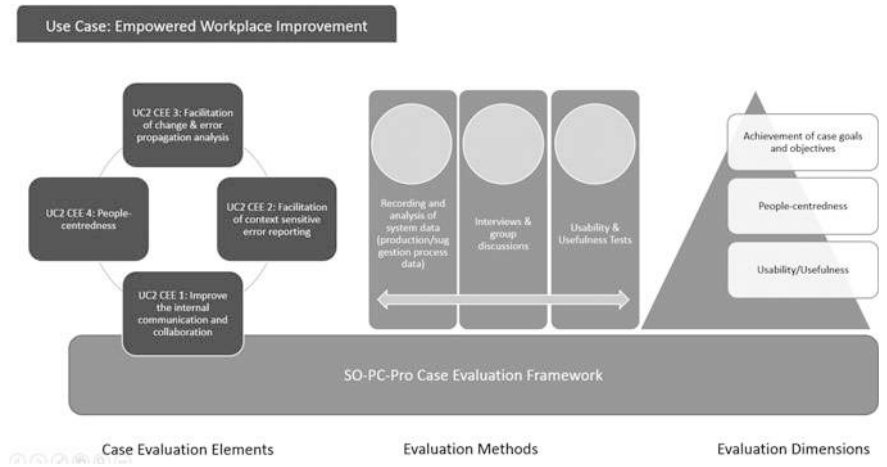 Use Case: Empowered Workplace Improvement
UC2 CEE 3: Facilitation
of change & error
propagation analysis
UC2 CEE 4: People-
centredness
UC2 CEE 2: Facilitation
of context sensitive
error reporting
UC2 CEE 1: Improve
the internal
communication and
collaboration
Recording and
analysis of
system data
(production/sug
gestion process
data)
Interviews &
group
discussions
Usability &
Usefulness Tests
Achievement of case goals
and objectives
People-centredness
Usability/Usefulness
SO-PC-Pro Case Evaluation Framework
Case Evaluation Elements
Evaluation Methods
Evaluation Dimensions